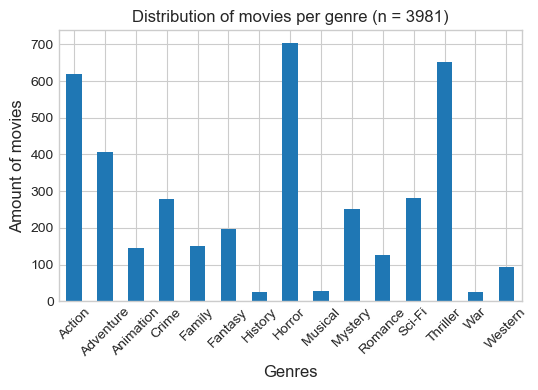 Distribution of movies per genre (n = 3981)
Amount of movies
700
600
500
400
300
200
100
0
Action
Adventure
Animation
Crime
Family
Fantasy
History
Horror
Musical
Mystery
Romance
Sci-Fi
Thriller
War
Western
Genres